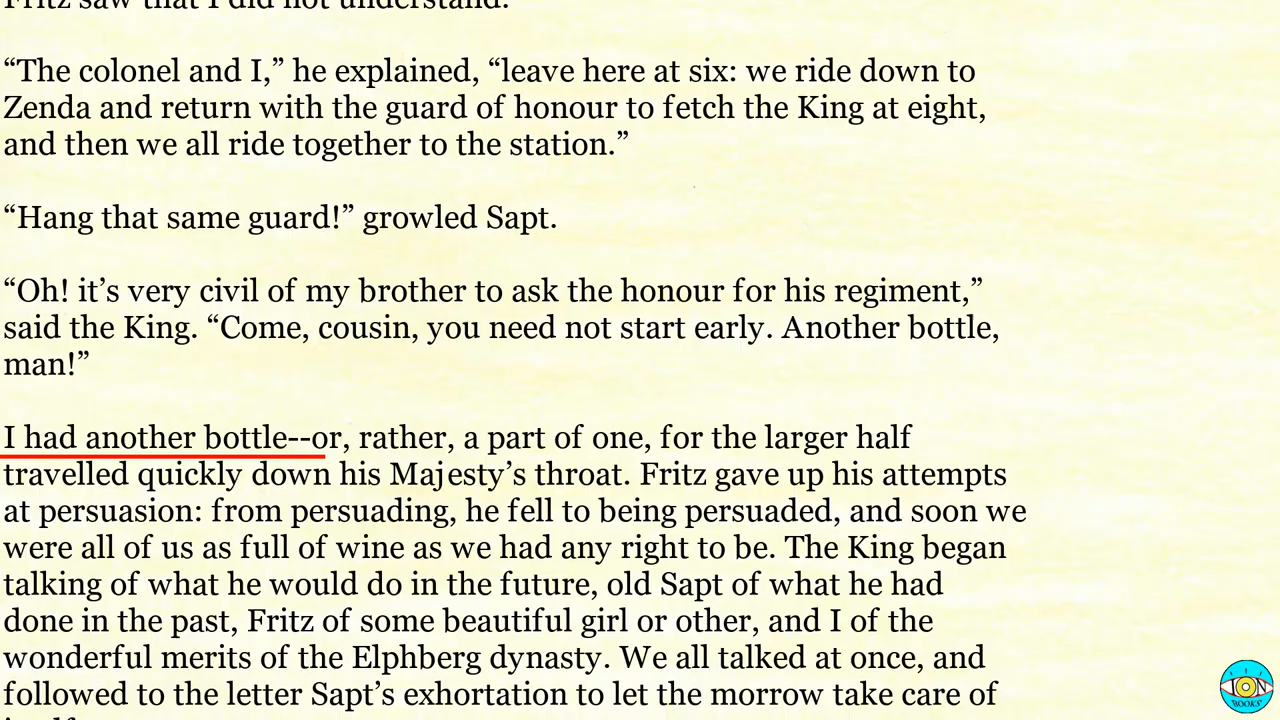 Fritz saw that I did not understand.
“The colonel and I,” he explained, “leave here at six: we ride down to
Zenda and return with the guard of honour to fetch the King at eight,
and then we all ride together to the station.”
“Hang that same guard!” growled Sapt.
“Oh! it’s very civil of my brother to ask the honour for his regiment,”
said the King. “Come, cousin, you need not start early. Another bottle,
man!”
I had another bottle--or, rather, a part of one, for the larger half
travelled quickly down his Majesty’s throat. Fritz gave up his attempts
at persuasion: from persuading, he fell to being persuaded, and soon we
were all of us as full of wine as we had any right to be. The King began
talking of what he would do in the future, old Sapt of what he had
done in the past, Fritz of some beautiful girl or other, and I of the
wonderful merits of the Elphberg dynasty. We all talked at once, and
followed to the letter Sapt’s exhortation to let the morrow take care of
ION
BOOKS